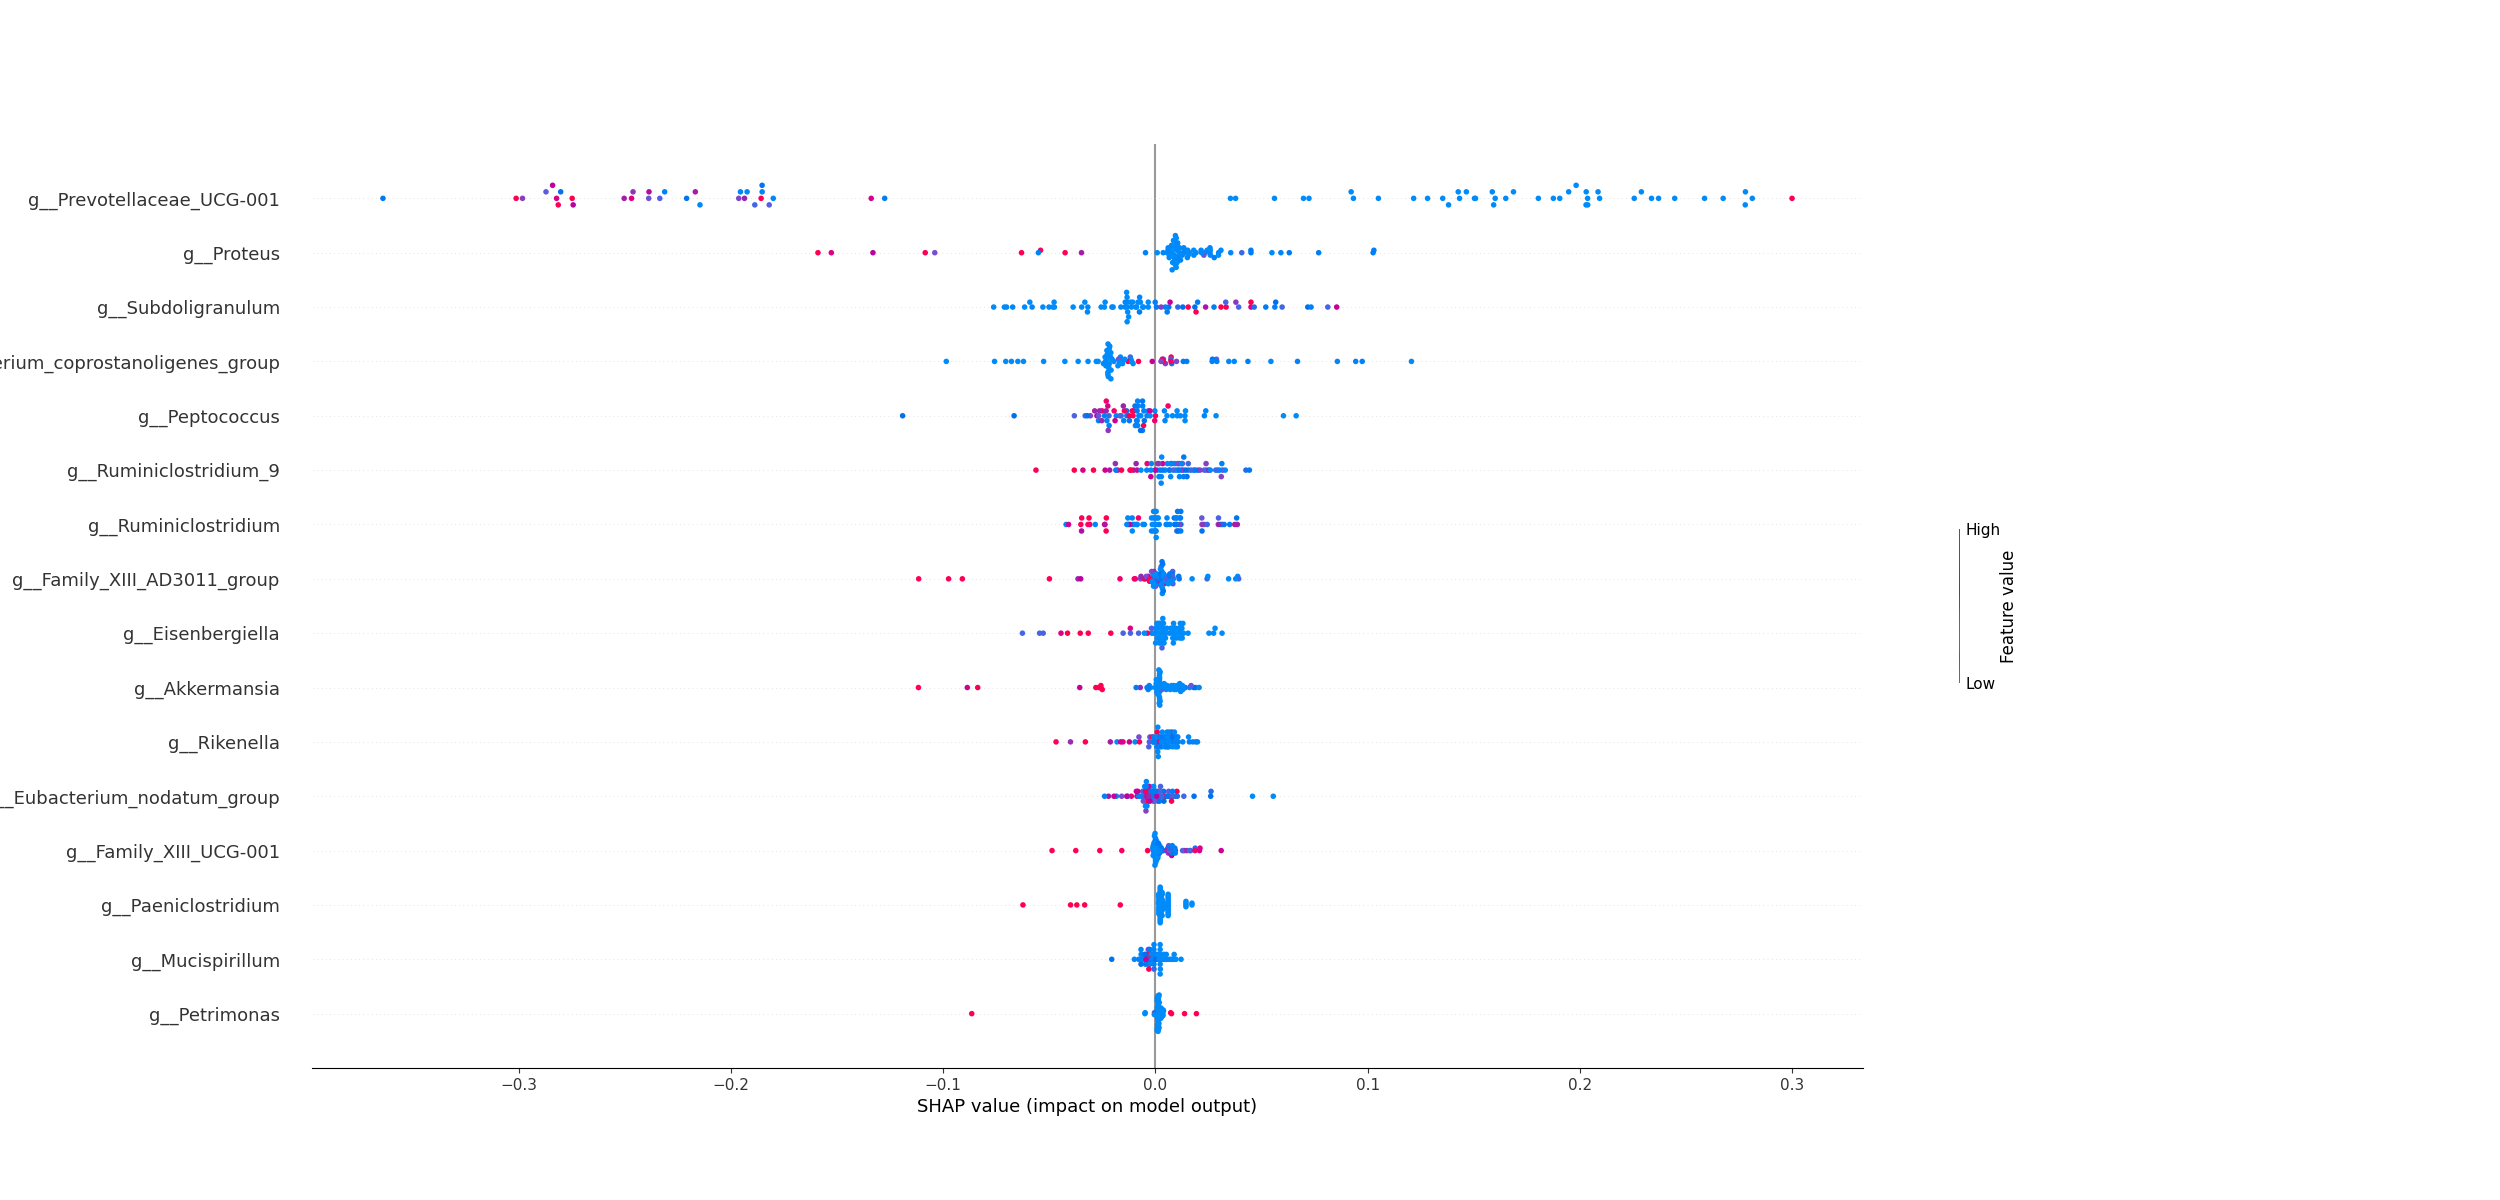 g__Prevotellaceae_UCG-001
g__Proteus
g__Subdoligranulum
erium_coprostanoligenes_group
g__Peptococcus
g__Ruminiclostridium_9
g__Ruminiclostridium
g__Family_XIII_AD3011_group
g__Eisenbergiella
g__Akkermansia
g__Rikenella
__Eubacterium_nodatum_group
g__Family_XIII_UCG-001
g__Paeniclostridium
g__Mucispirillum
g__Petrimonas
−0.3 −0.2 −0.1 0.0 0.1 0.2 0.3
SHAP value (impact on model output)
High
Feature value
Low